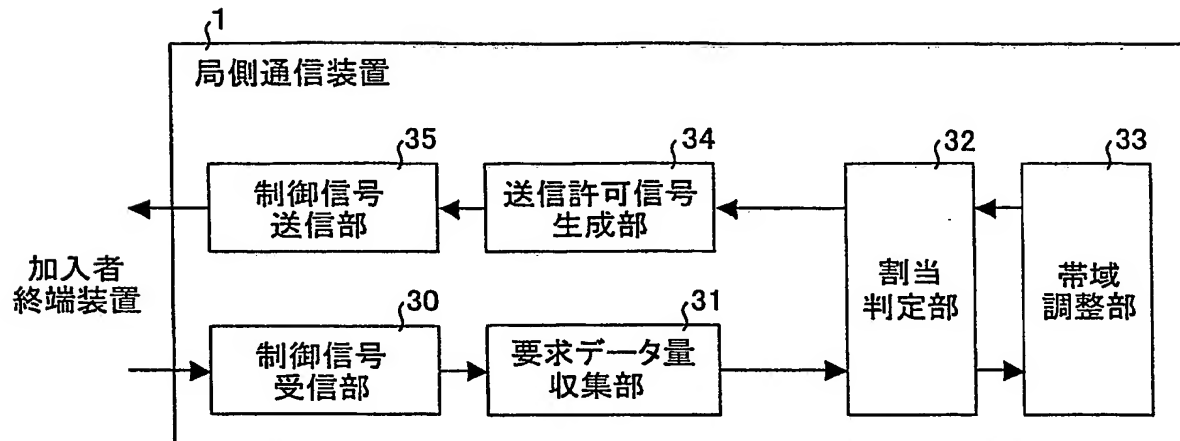 1
局側通信装置
35
制御信号
送信部
34
送信許可信号
生成部
32
割当
判定部
33
帯域
調整部
加入者
終端装置
30
制御信号
受信部
31
要求データ量
収集部